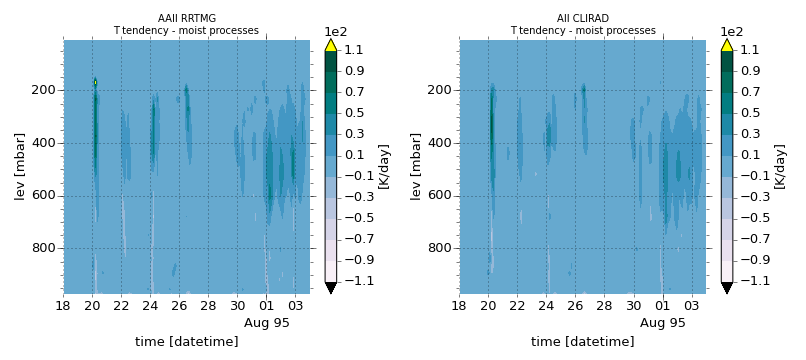 AAll RRTMG
T tendency - moist processes
1e2
1.1
0.9
0.7
0.5
0.3
0.1
−0.1
−0.3
−0.5
−0.7
−0.9
−1.1
[K/day]
200
400
600
800
lev [mbar]
18 20 22 24 26 28 30 01 03
Aug 95
time [datetime]
All CLIRAD
T tendency - moist processes
1e2
1.1
0.9
0.7
0.5
0.3
0.1
−0.1
−0.3
−0.5
−0.7
−0.9
−1.1
[K/day]
200
400
600
800
lev [mbar]
18 20 22 24 26 28 30 01 03
Aug 95
time [datetime]